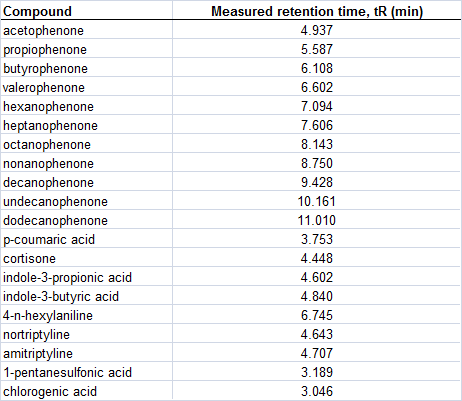 Compound Measured retention time, tR (min)
acetophenone 4.937
propiophenone 5.587
butyrophenone 6.108
valerophenone 6.602
hexanophenone 7.094
heptanophenone 7.606
octanophenone 8.143
nonanophenone 8.750
decanophenone 9.428
undecanophenone 10.161
dodecanophenone 11.010
p-coumaric acid 3.753
cortisone 4.448
indole-3-propionic acid 4.602
indole-3-butyric acid 4.840
4-n-hexylaniline 6.745
nortriptyline 4.643
amitriptyline 4.707
1-pentanesulfonic acid 3.189
chlorogenic acid 3.046